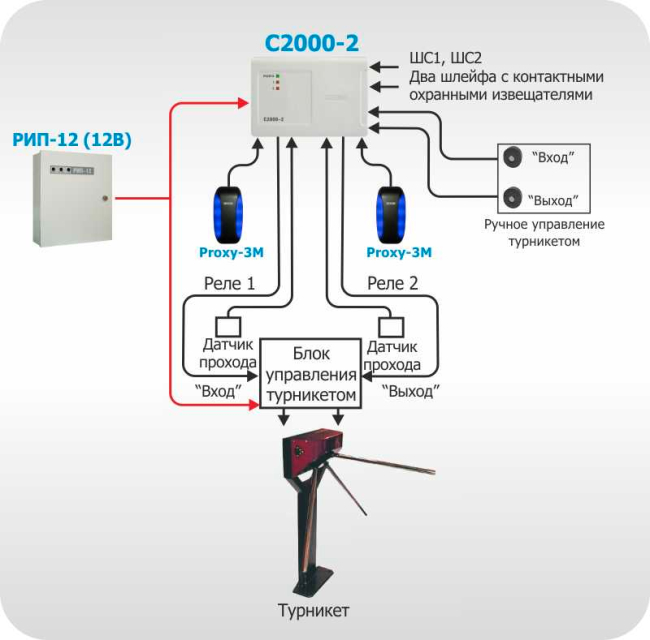 С2000-2
ШС1, ШС2
Два шлейфа с контактными
охранными извещателями
С2000-2
РИП-12 (12В)
РИП-12
"Вход"
"Выход"
Ручное управление
турникетом
Proxy-3M
Proxy-3M
Реле 1
Реле 2
Датчик
прохода
Датчик
прохода
Блок
управления
турникетом
"Вход"
"Выход"
Турникет